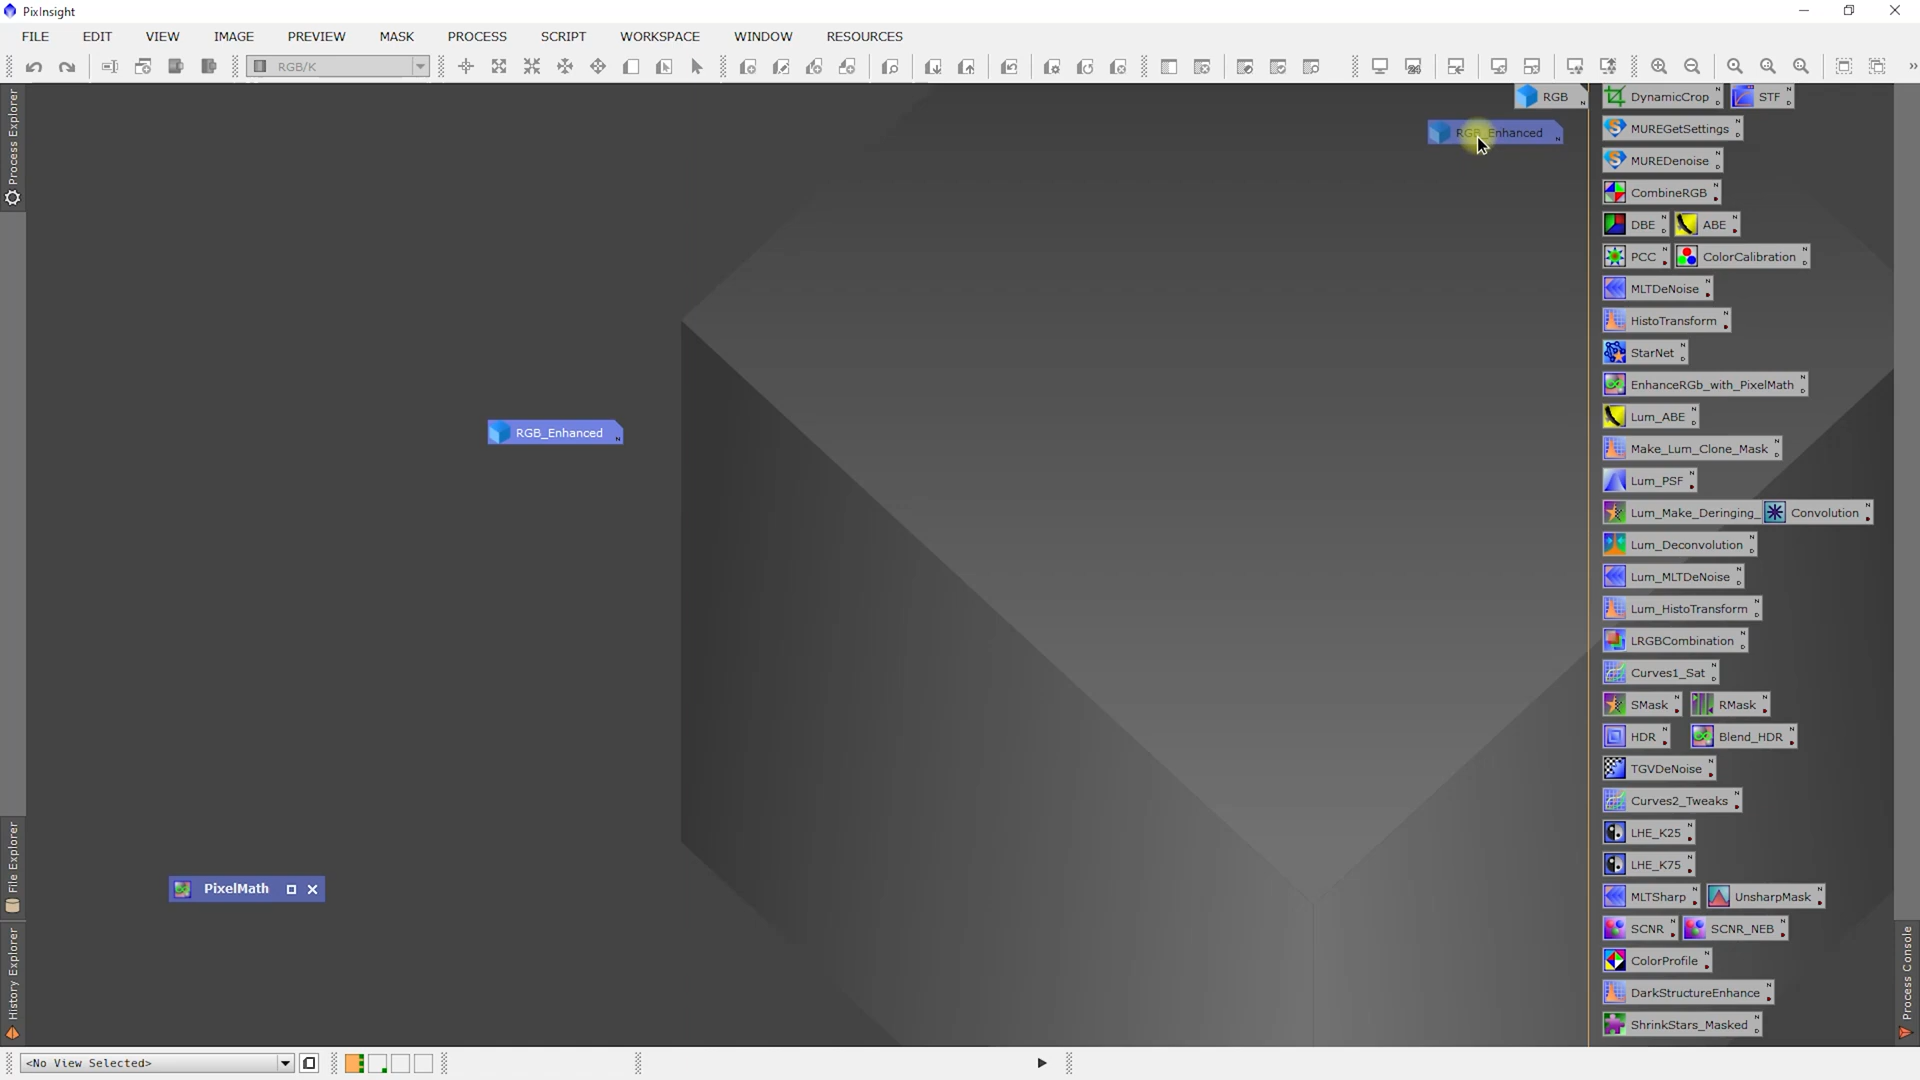 PixInsight
FILE EDIT VIEW IMAGE PREVIEW MASK PROCESS SCRIPT WORKSPACE WINDOW RESOURCES
RGB/K
Process Explorer
RGB
RGB_Enhanced
DynamicCrop
STF
MUREGetSettings
MUREDenoise
CombineRGB
DBE
ABE
PCC
ColorCalibration
MLTDeNoise
HistoTransform
StarNet
EnhanceRGb_with_PixelMath
Lum_ABE
RGB_Enhanced
Make_Lum_Clone_Mask
Lum_PSF
Lum_Make_Deringing_
Convolution
Lum_Deconvolution
Lum_MLTDeNoise
Lum_HistoTransform
LRGBCombination
Curves1_Sat
SMask
RMask
HDR
Blend_HDR
TGVDeNoise
Curves2_Tweaks
LHE_K25
LHE_K75
MLTSharp
UnsharpMask
SCNR
SCNR_NEB
ColorProfile
DarkStructureEnhance
ShrinkStars_Masked
File Explorer
PixelMath
History Explorer
Process Console
<No View Selected>